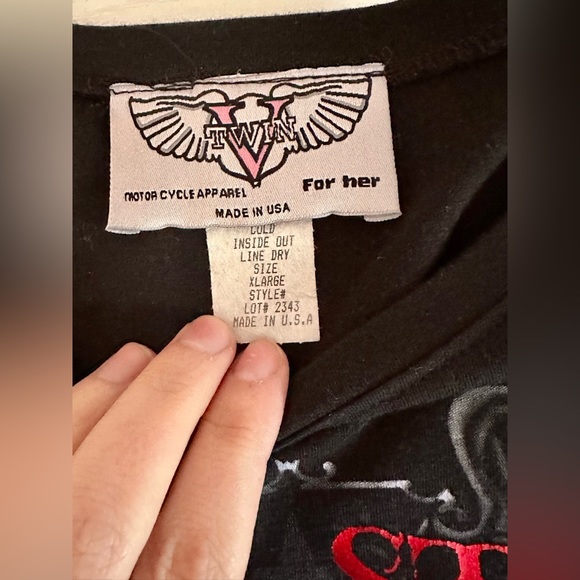 V
TWIN
MOTOR CYCLE APPAREL
For her
MADE IN USA
COLD
INSIDE OUT
LINE DRY
SIZE
XLARGE
STYLE#
LOT# 2343
MADE IN U.S.A
ST